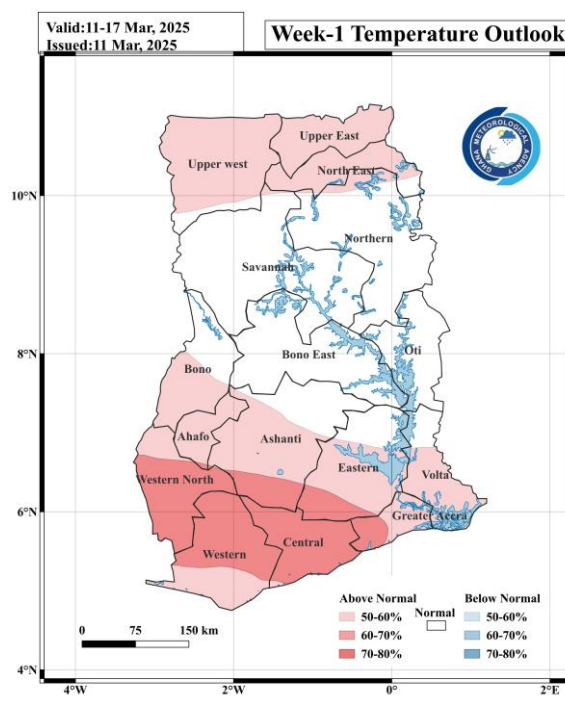 Valid:11-17 Mar, 2025
Issued:11 Mar, 2025
Week-1 Temperature Outlook
GHANA METEOROLOGICAL AGENCY
Upper East
Upper west
North East
10°N
Northern
Savannah
8°N
Bono East
Oti
Bono
Ahafo
Ashanti
Eastern
Volta
Western North
6°N
Greater Accra
Western
Central
Above Normal
Normal
Below Normal
50-60%
50-60%
60-70%
60-70%
70-80%
70-80%
0
75
150 km
4°N
4°W
2°W
0°
2°E